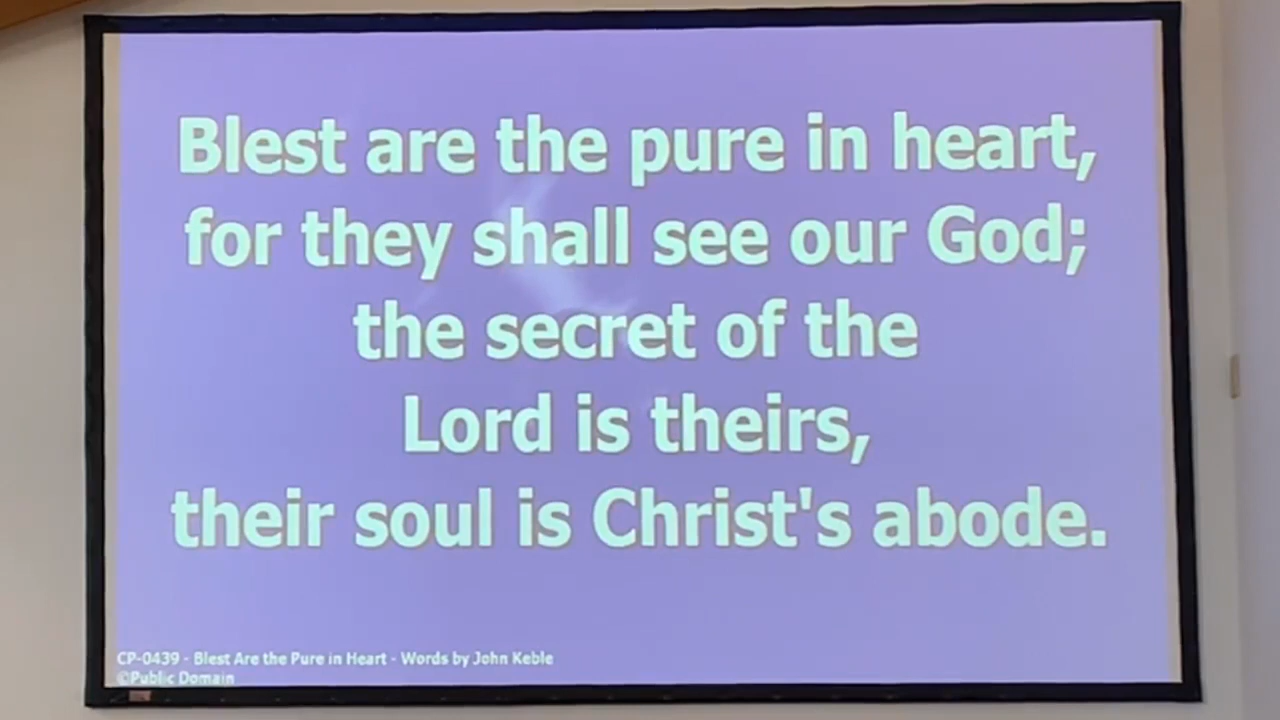 Blest are the pure in heart,
for they shall see our God;
the secret of the
Lord is theirs,
their soul is Christ's abode.
CP-0439 - Blest Are the Pure in Heart - Words by John Keble
©Public Domain